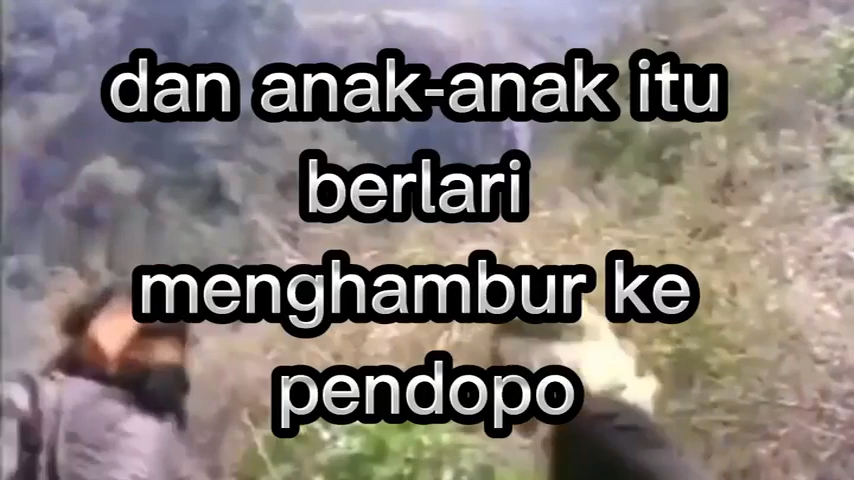 dan anak-anak itu
berlari
menghambur ke
pendopo